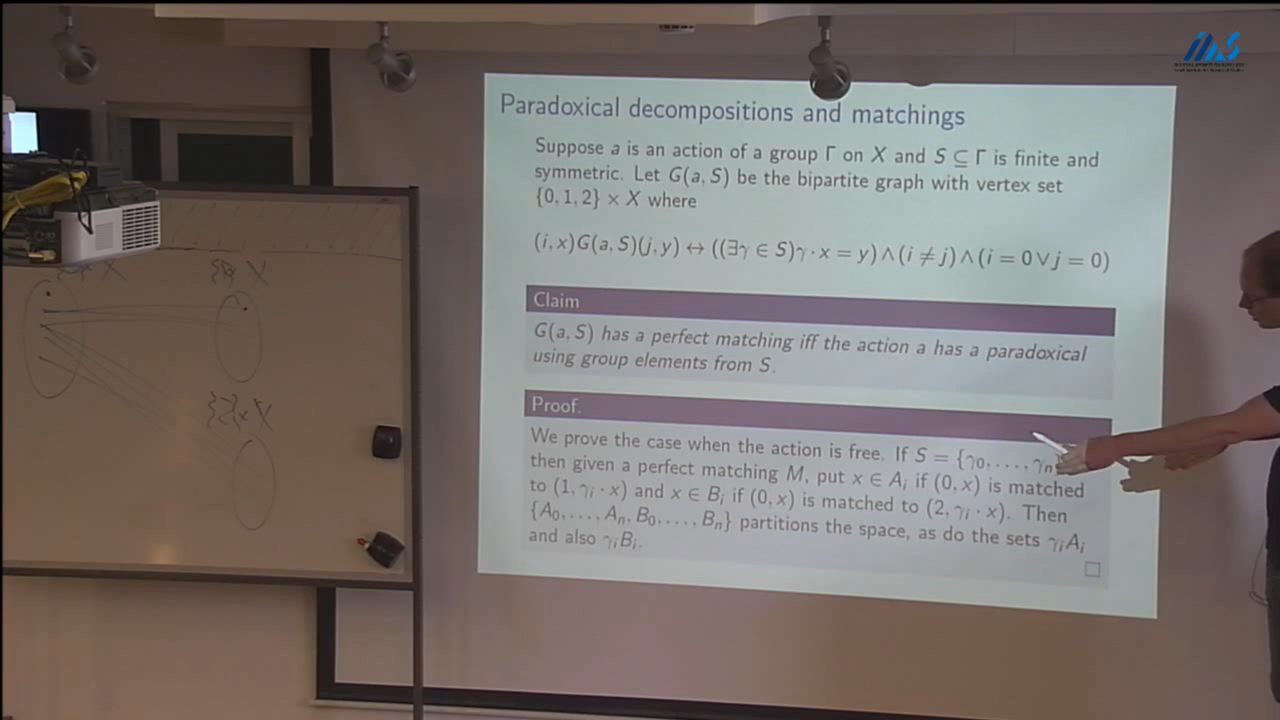 Paradoxical decompositions and matchings
Suppose a is an action of a group Γ on X and S ⊆ Γ is finite and
symmetric. Let G(a, S) be the bipartite graph with vertex set
{0, 1, 2} × X where
(i, x)G(a, S)(j, y) ↔ ((∃γ ∈ S)γ · x = y) ∧ (i ≠ j) ∧ (i = 0 ∨ j = 0)
Claim
G(a, S) has a perfect matching iff the action a has a paradoxical
using group elements from S.
Proof.
We prove the case when the action is free. If S = {γ₀, . . . , γₙ
then given a perfect matching M, put x ∈ Aᵢ if (0, x) is matched
to (1, γᵢ · x) and x ∈ Bᵢ if (0, x) is matched to (2, γᵢ · x). Then
{A₀, . . . , Aₙ, B₀, . . . , Bₙ} partitions the space, as do the sets γᵢAᵢ
and also γᵢBᵢ.
□
{2}×X